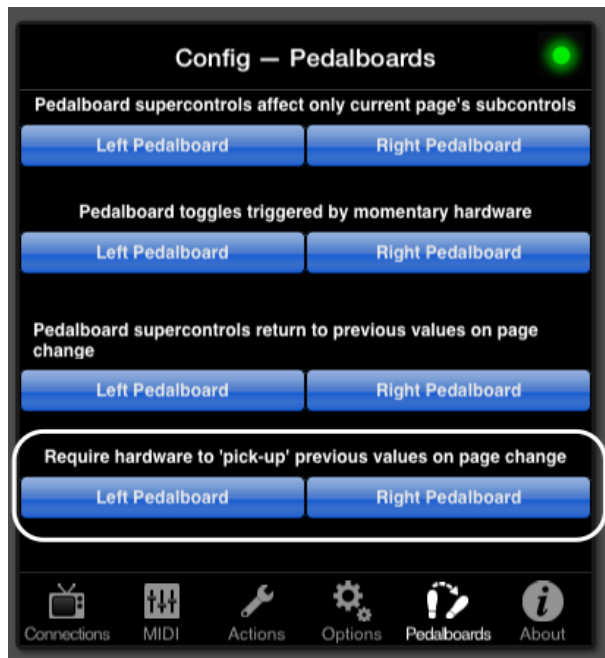 Config — Pedalboards
Pedalboard supercontrols affect only current page's subcontrols
Left Pedalboard Right Pedalboard
Pedalboard toggles triggered by momentary hardware
Left Pedalboard Right Pedalboard
Pedalboard supercontrols return to previous values on page
change
Left Pedalboard Right Pedalboard
Require hardware to 'pick-up' previous values on page change
Left Pedalboard Right Pedalboard
Connections MIDI Actions Options Pedalboards About